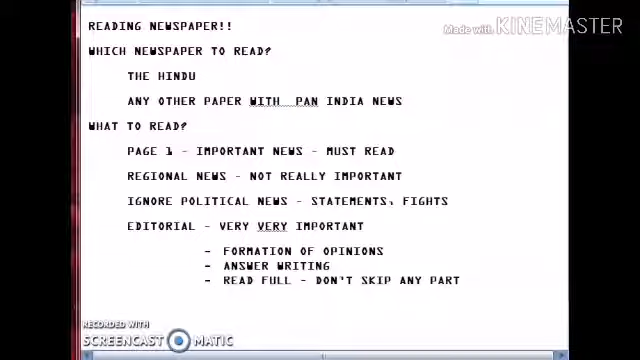 READING NEWSPAPER!!
Made with KINEMASTER
WHICH NEWSPAPER TO READ?
THE HINDU
ANY OTHER PAPER WITH PAN INDIA NEWS
WHAT TO READ?
PAGE 1 - IMPORTANT NEWS - MUST READ
REGIONAL NEWS - NOT REALLY IMPORTANT
IGNORE POLITICAL NEWS - STATEMENTS, FIGHTS
EDITORIAL - VERY VERY IMPORTANT
- FORMATION OF OPINIONS
- ANSWER WRITING
- READ FULL - DON'T SKIP ANY PART
RECORDED WITH
SCREENCAST MATIC